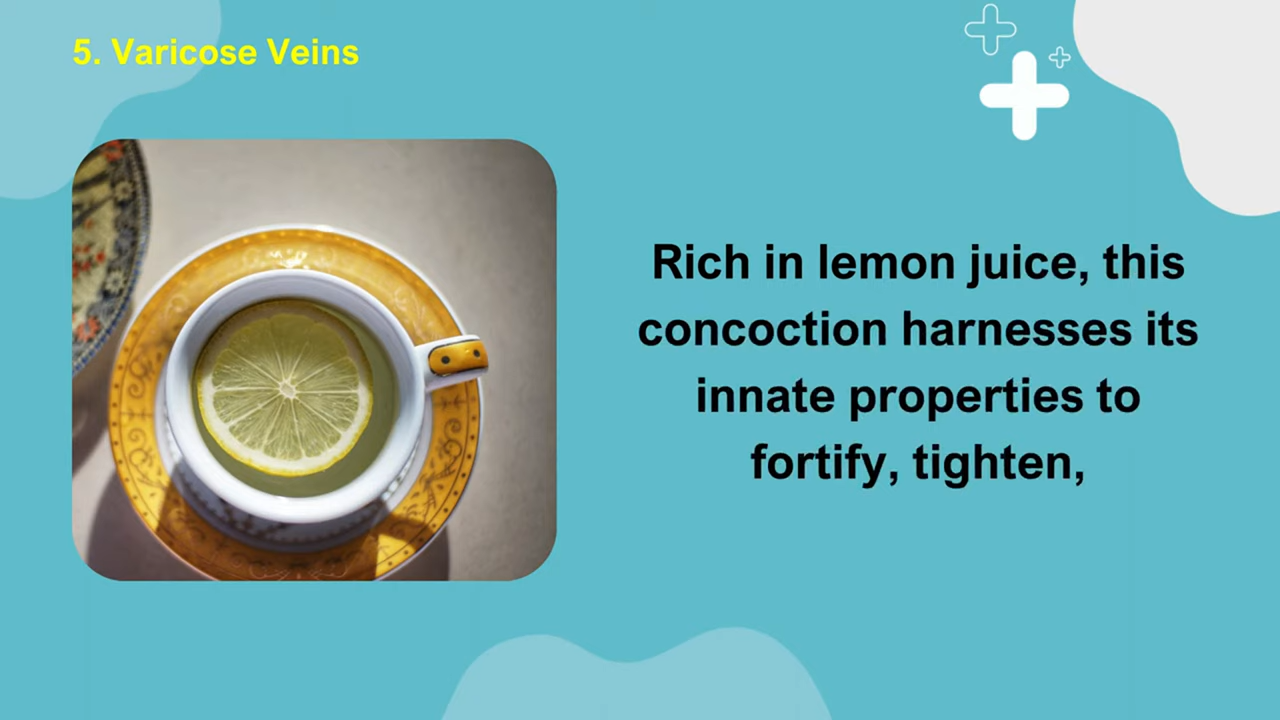 5. Varicose Veins
Rich in lemon juice, this
concoction harnesses its
innate properties to
fortify, tighten,